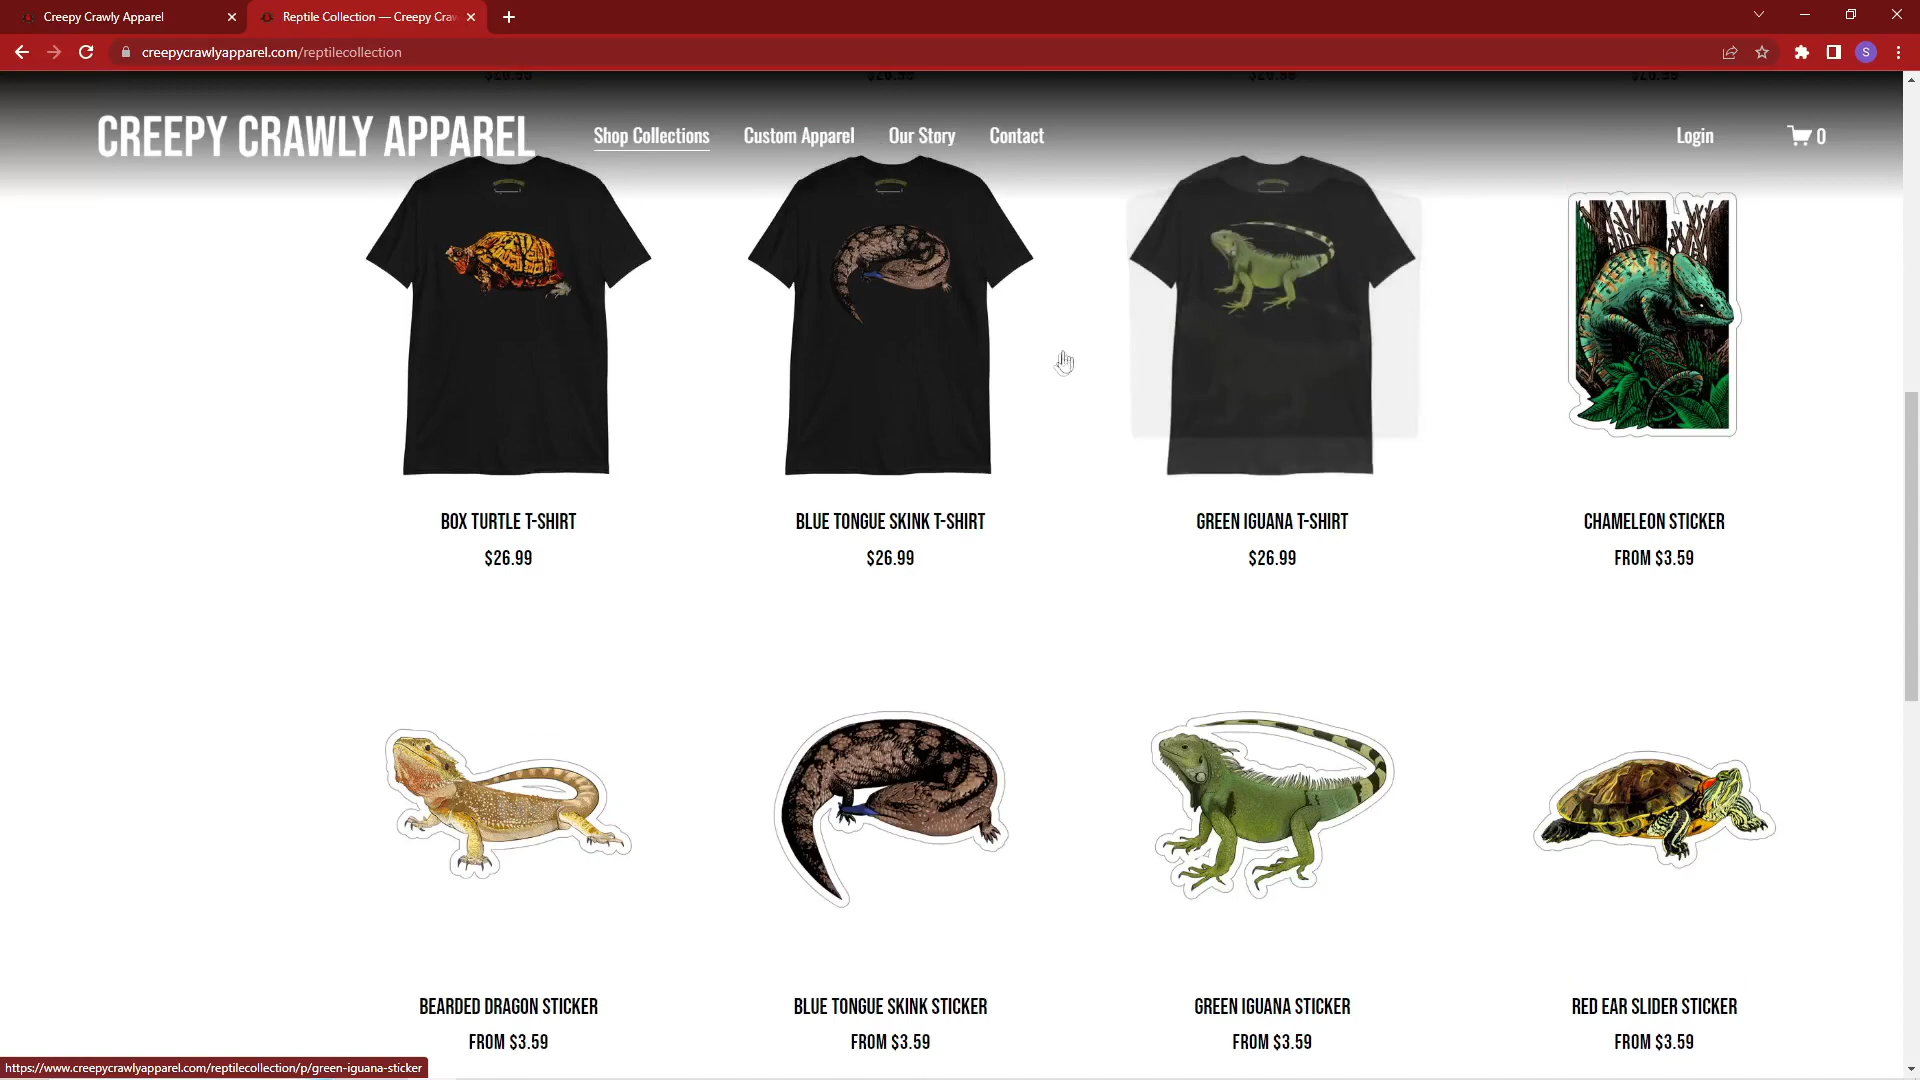 Creepy Crawly Apparel
Reptile Collection — Creepy Craw
S
creepycrawlyapparel.com/reptilecollection
CREEPY CRAWLY APPAREL
Shop Collections
Custom Apparel
Our Story
Contact
Login
0
BOX TURTLE T-SHIRT
BLUE TONGUE SKINK T-SHIRT
GREEN IGUANA T-SHIRT
CHAMELEON STICKER
$26.99
$26.99
$26.99
FROM $3.59
BEARDED DRAGON STICKER
BLUE TONGUE SKINK STICKER
GREEN IGUANA STICKER
RED EAR SLIDER STICKER
FROM $3.59
FROM $3.59
FROM $3.59
FROM $3.59
https://www.creepycrawlyapparel.com/reptilecollection/p/green-iguana-sticker